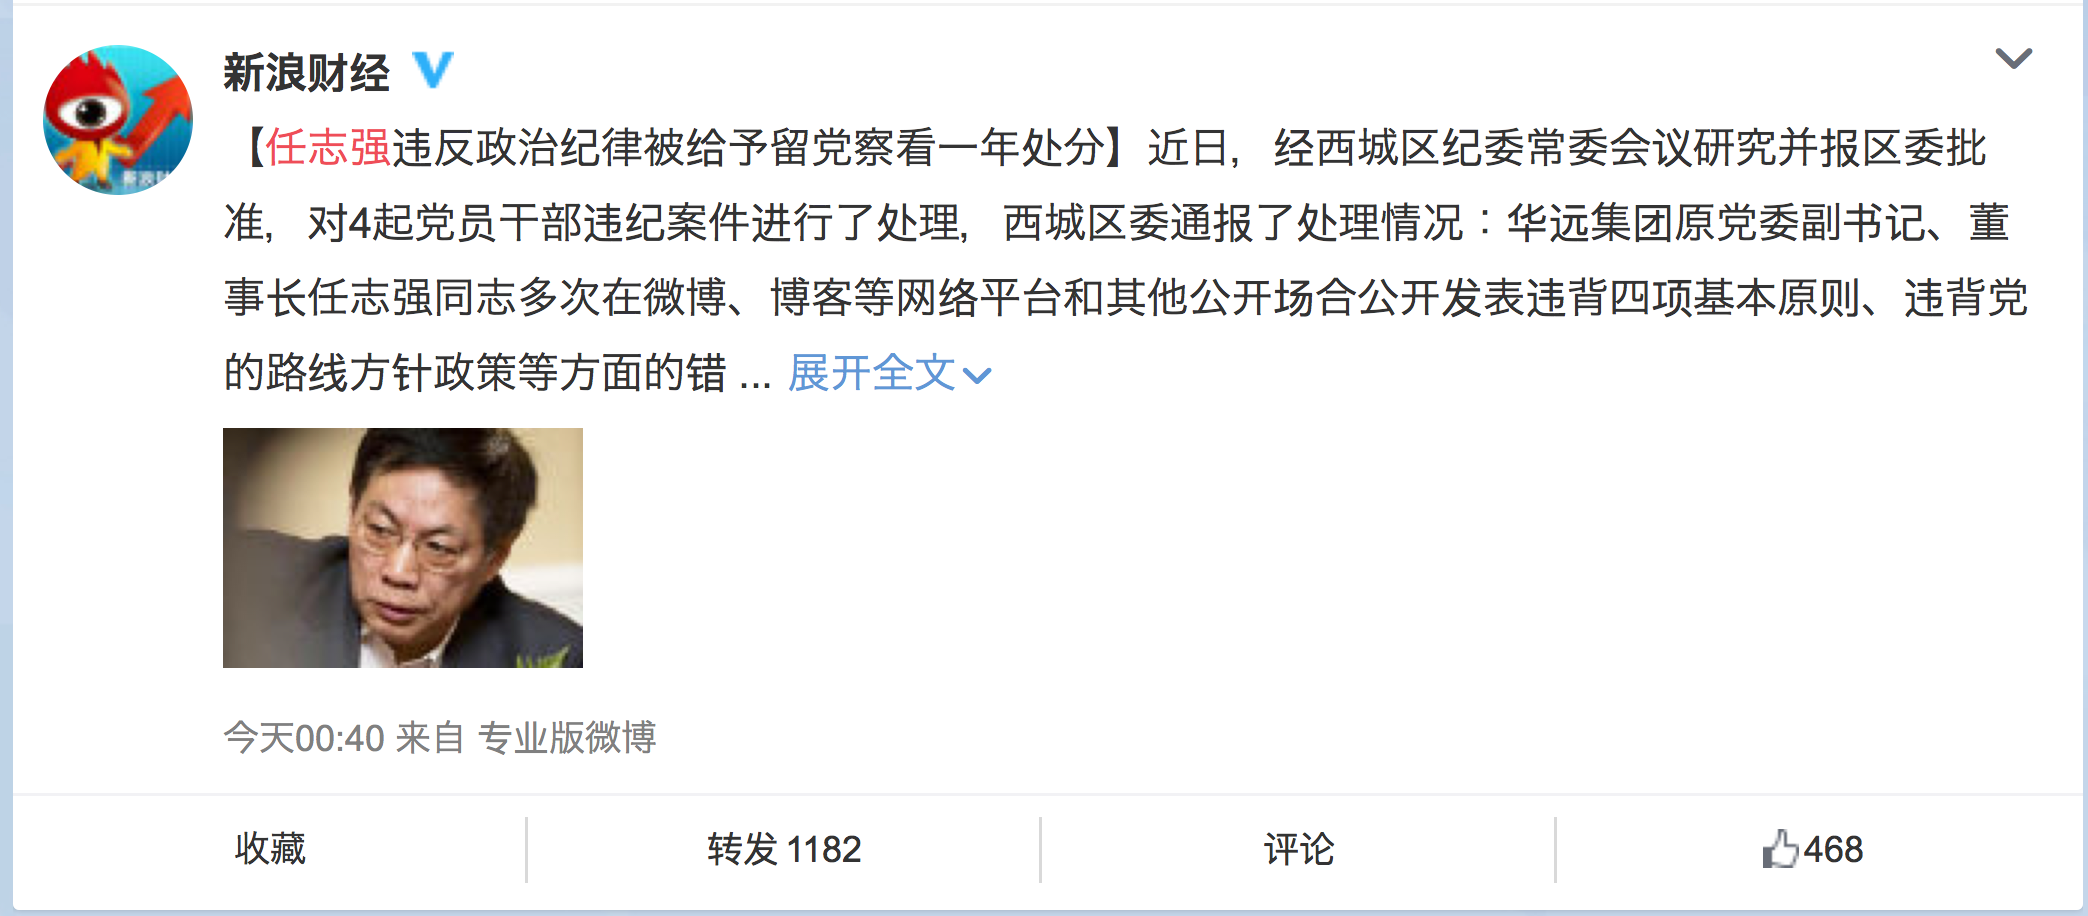 新浪财经
【任志强违反政治纪律被给予留党察看一年处分】近日，经西城区纪委常委会议研究并报区委批
准，对4起党员干部违纪案件进行了处理，西城区委通报了处理情况：华远集团原党委副书记、董
事长任志强同志多次在微博、博客等网络平台和其他公开场合公开发表违背四项基本原则、违背党
的路线方针政策等方面的错 ... 展开全文
今天00:40 来自 专业版微博
收藏 转发 1182 评论 468